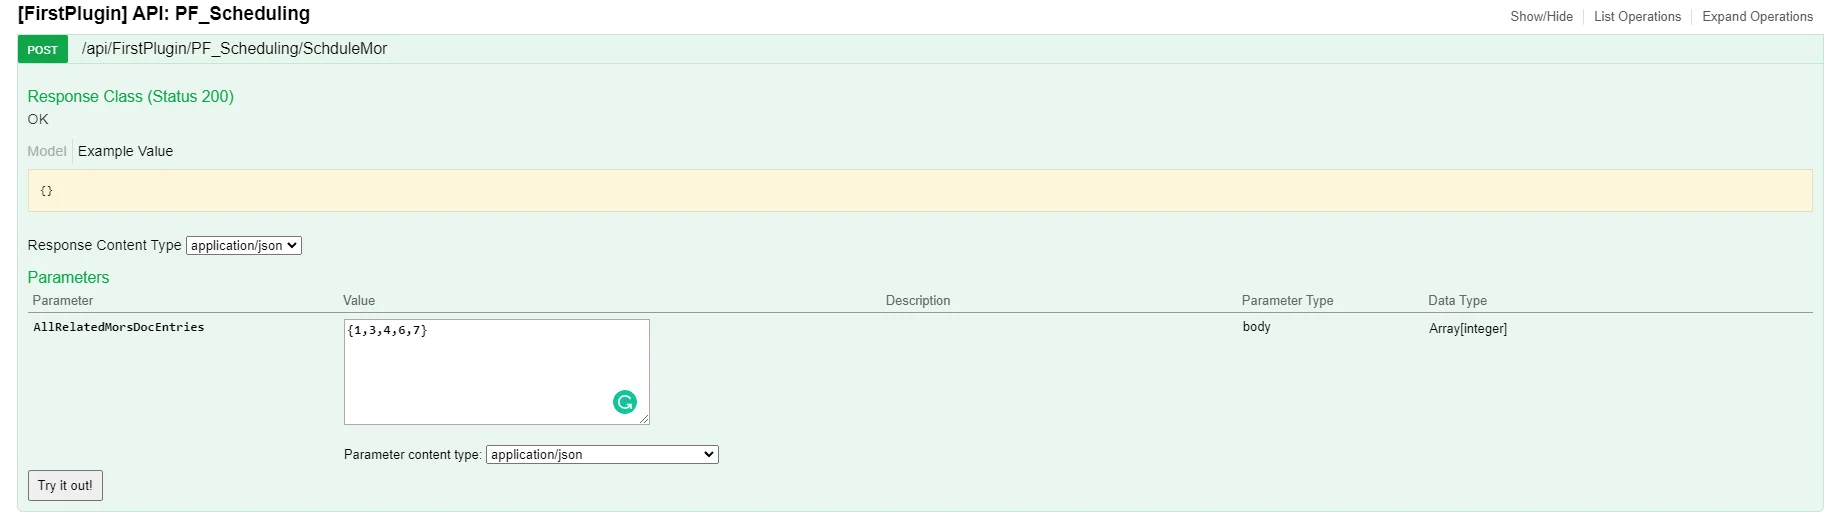 [FirstPlugin] API: PF_Scheduling
Show/Hide List Operations Expand Operations
POST /api/FirstPlugin/PF_Scheduling/SchduleMor
Response Class (Status 200)
OK
Model Example Value
{}
Response Content Type application/json
Parameters
Parameter Value Description Parameter Type Data Type
AllRelatedMorsDocEntries {1,3,4,6,7} body Array[integer]
Parameter content type: application/json
Try it out!